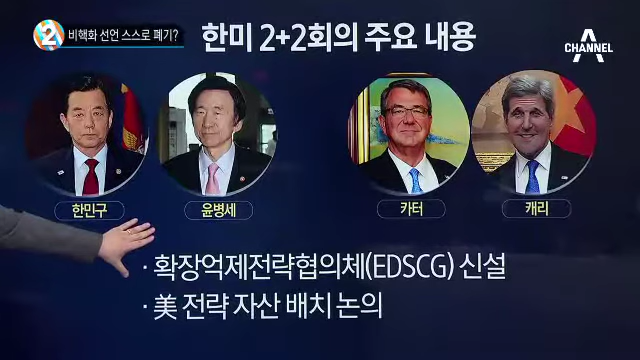 2
비핵화 선언 스스로 폐기?
한미 2+2회의 주요 내용
CHANNEL A
한민구
윤병세
카터
캐리
· 확장억제전략협의체(EDSCG) 신설
· 美 전략 자산 배치 논의